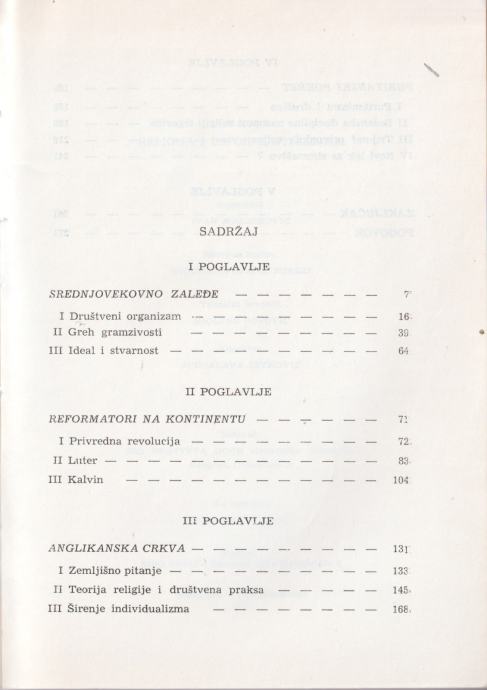 SADRŽAJ
I POGLAVLJE
SREDNJOVEKOVNO ZALEĐE — — — — — — — — 7
I Društveni organizam — — — — — — — — 16
II Greh gramzivosti — — — — — — — — 39
III Ideal i stvarnost — — — — — — — — — 64
II POGLAVLJE
REFORMATORI NA KONTINENTU — — — — — — — 71
I Privredna revolucija — — — — — — — — 72
II Luter — — — — — — — — — — — — 83
III Kalvin — — — — — — — — — — — 104
III POGLAVLJE
ANGLIKANSKA CRKVA — — — — — — — — — — 131
I Zemljišno pitanje — — — — — — — — — 133
II Teorija religije i društvena praksa — — — — — 145
III Širenje individualizma — — — — — — — 168